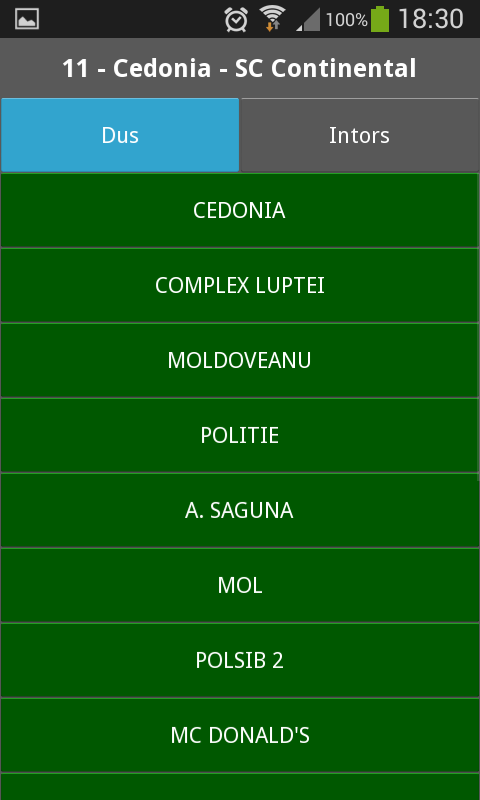 100% 18:30
11 - Cedonia - SC Continental
Dus Intors
CEDONIA
COMPLEX LUPTEI
MOLDOVEANU
POLITIE
A. SAGUNA
MOL
POLSIB 2
MC DONALD'S